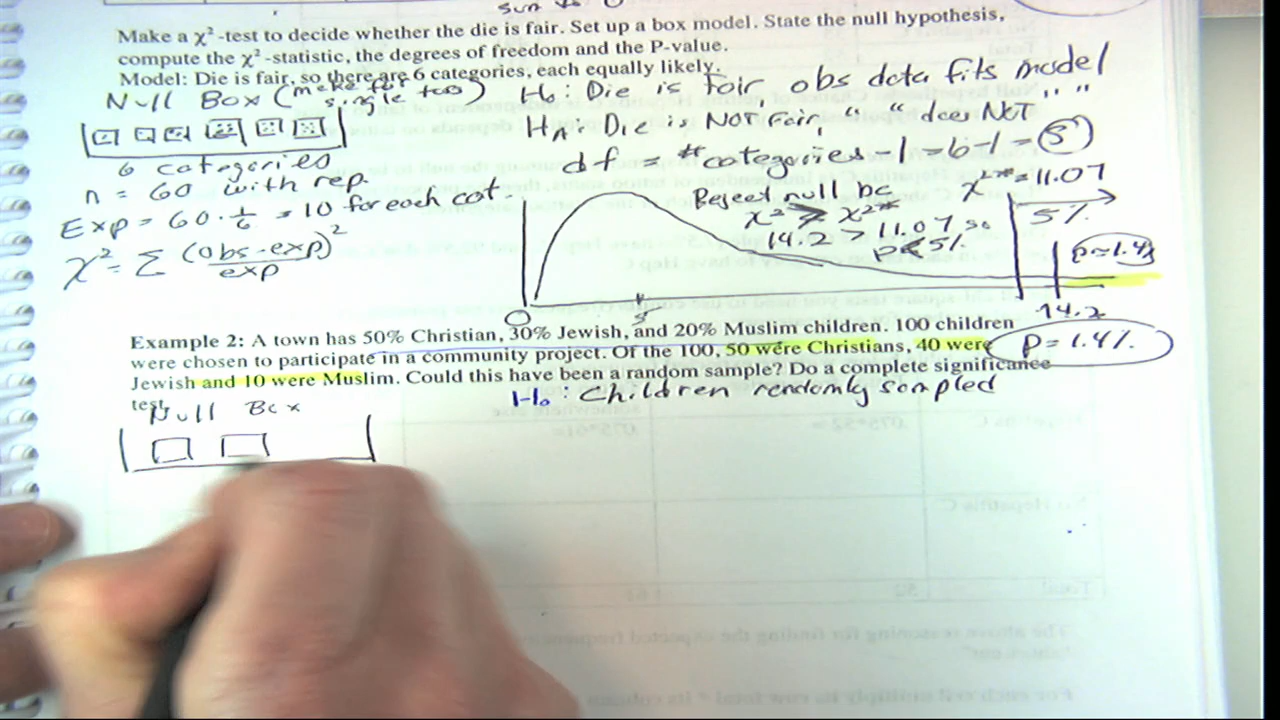 Make a χ²-test to decide whether the die is fair. Set up a box model. State the null hypothesis,
compute the χ²-statistic, the degrees of freedom and the P-value.
Model: Die is fair, so there are 6 categories, each equally likely.
Null Box (make for single toss)
H₀: Die is Fair, obs data fits model
HA: Die is NOT Fair, " " does NOT " "
6 categories
n = 60 with rep.
Exp = 60 · 1/6 = 10 for each cat.
χ² = Σ (obs - exp)² / exp
df = #categories - 1 = 6 - 1 = 5
χ²* = 11.07
Reject null bc
χ² > χ²*
14.2 > 11.07 so
P < 5%
5%
p = 1.4%
0
5
14.2
p = 1.4%
Example 2: A town has 50% Christian, 30% Jewish, and 20% Muslim children. 100 children
were chosen to participate in a community project. Of the 100, 50 were Christians, 40 were
Jewish and 10 were Muslim. Could this have been a random sample? Do a complete significance
test.
H₀: Children randomly sampled
Null Box